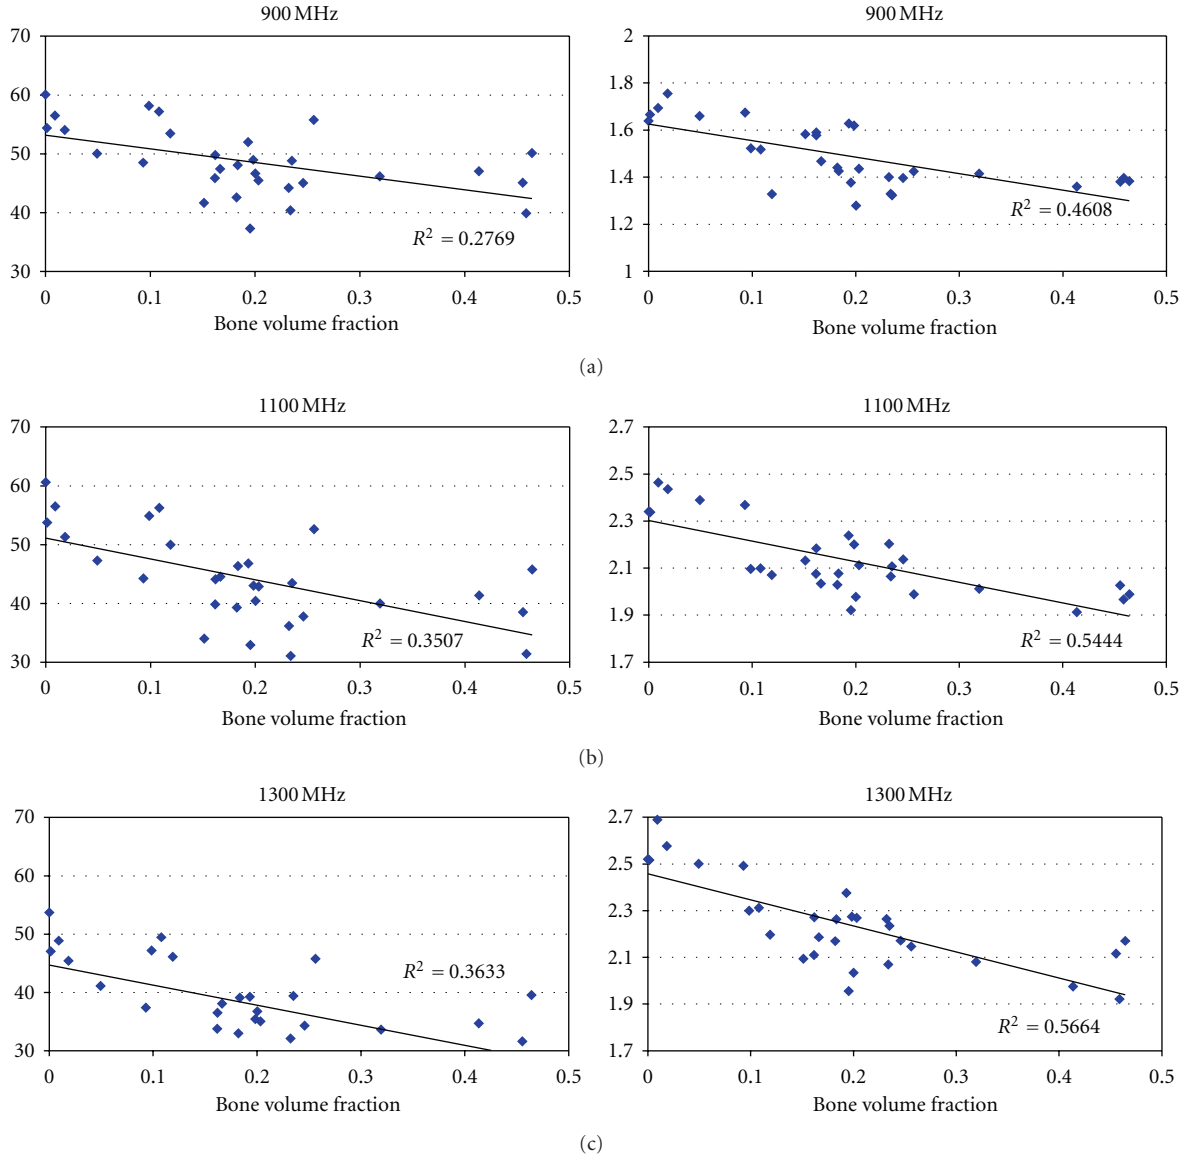 900 MHz
70
60
50
40
30
0 0.1 0.2 0.3 0.4 0.5
R² = 0.2769
Bone volume fraction
900 MHz
2
1.8
1.6
1.4
1.2
1
0 0.1 0.2 0.3 0.4 0.5
R² = 0.4608
Bone volume fraction
(a)
1100 MHz
70
60
50
40
30
0 0.1 0.2 0.3 0.4 0.5
R² = 0.3507
Bone volume fraction
1100 MHz
2.7
2.5
2.3
2.1
1.9
1.7
0 0.1 0.2 0.3 0.4 0.5
R² = 0.5444
Bone volume fraction
(b)
1300 MHz
70
60
50
40
30
0 0.1 0.2 0.3 0.4 0.5
R² = 0.3633
Bone volume fraction
1300 MHz
2.7
2.5
2.3
2.1
1.9
1.7
0 0.1 0.2 0.3 0.4 0.5
R² = 0.5664
Bone volume fraction
(c)